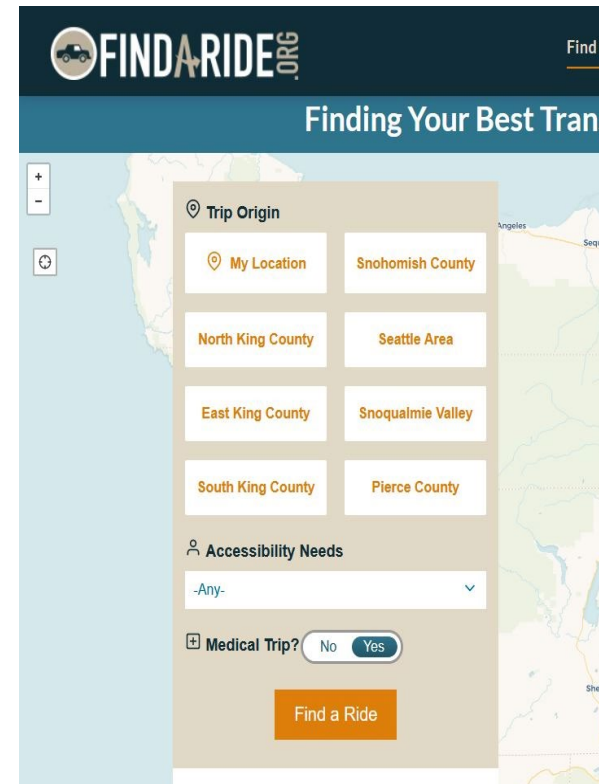 FINDARIDE.ORG
Find
Finding Your Best Tran
+
-
Trip Origin
Angeles
Sequ
My Location
Snohomish County
North King County
Seattle Area
East King County
Snoqualmie Valley
South King County
Pierce County
Accessibility Needs
-Any-
Medical Trip?
No
Yes
She
Find a Ride